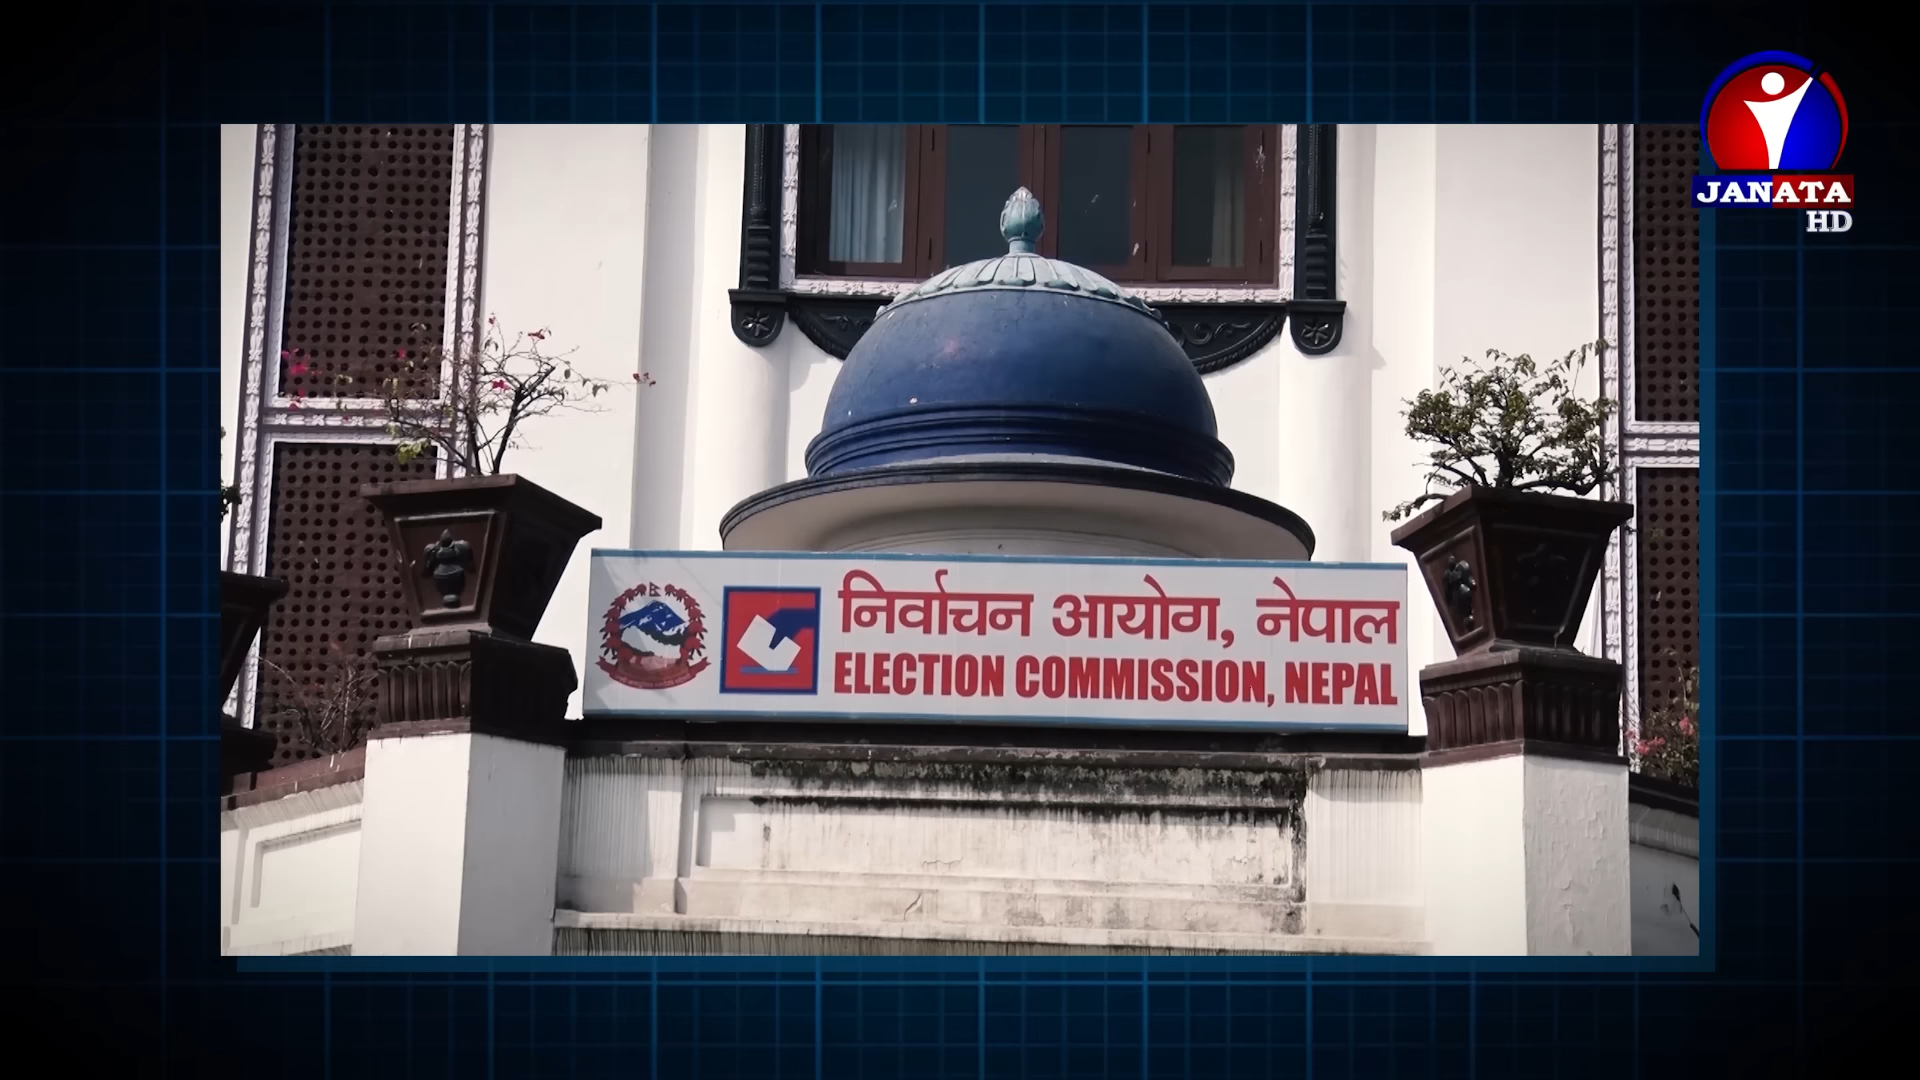 JANATA
HD
निर्वाचन आयोग, नेपाल
ELECTION COMMISSION, NEPAL